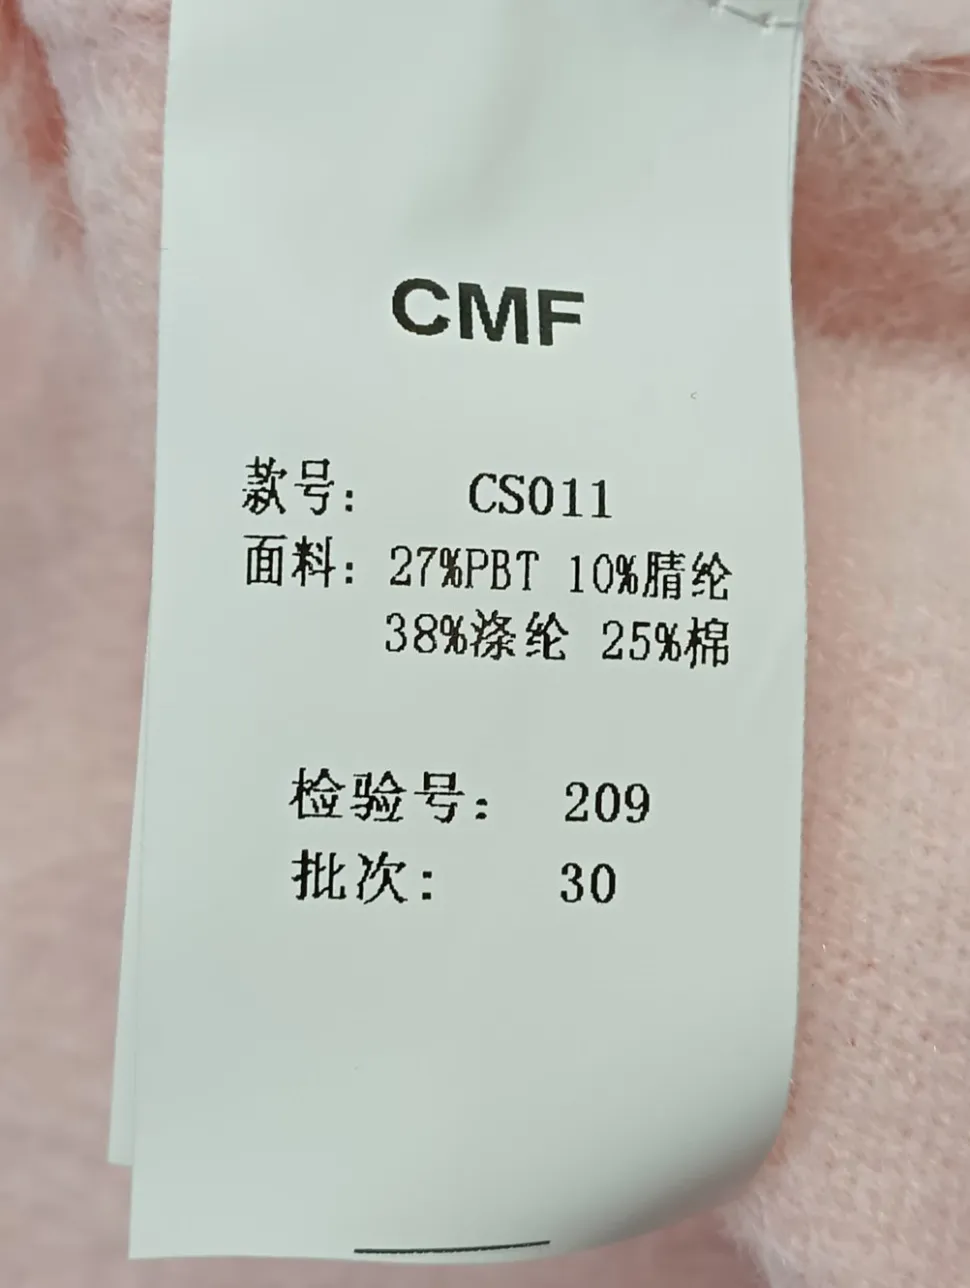 CMF
款号: CS011
面料: 27%PBT 10%腈纶
38%涤纶 25%棉
检验号: 209
批次: 30